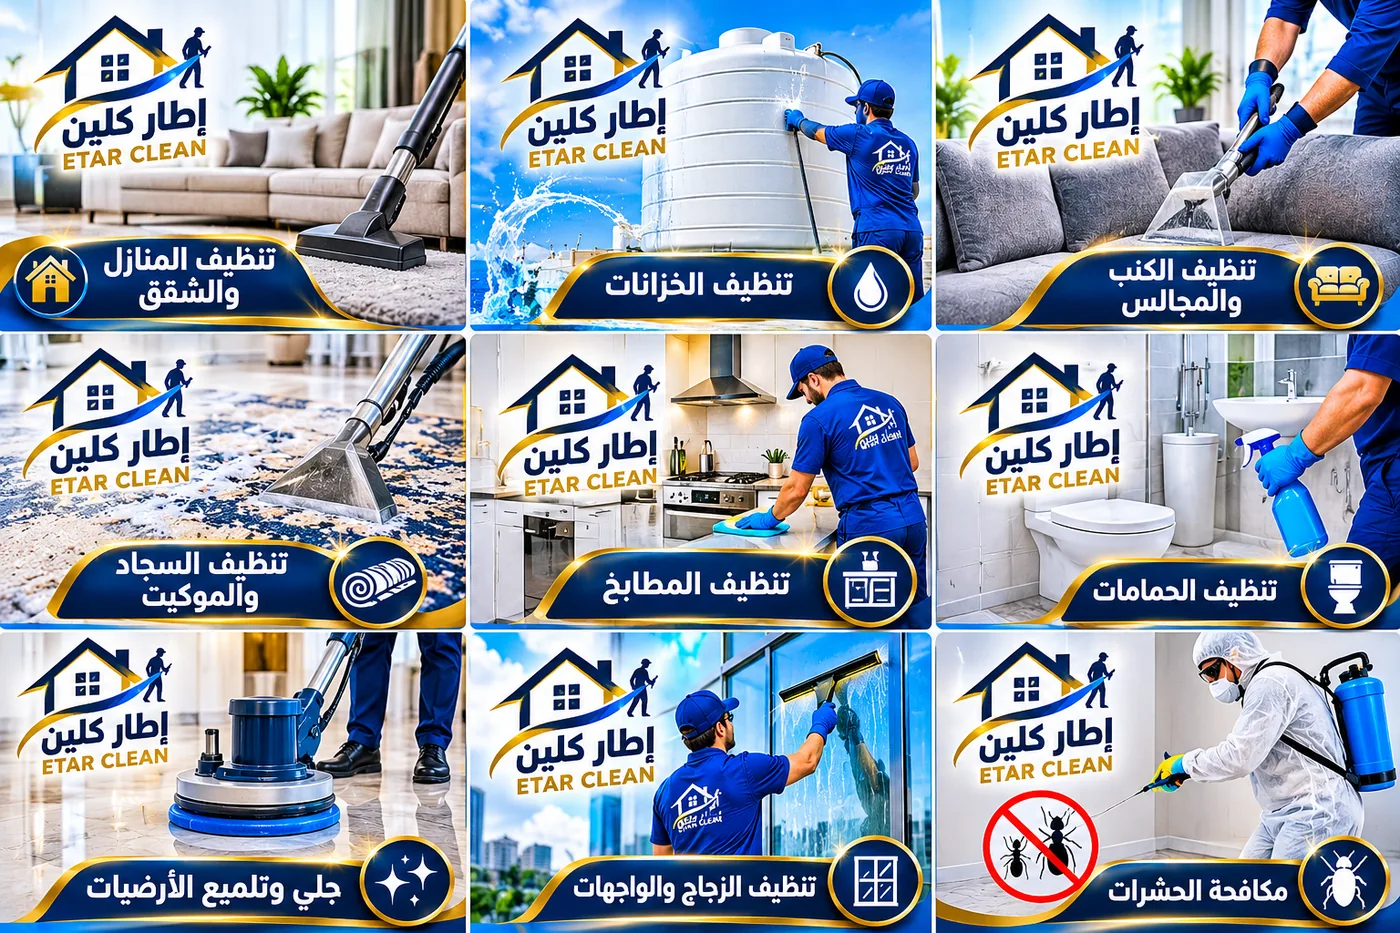 إطار كلين
ETAR CLEAN
تنظيف المنازل
والشقق
إطار كلين
ETAR CLEAN
تنظيف الخزانات
إطار كلين
ETAR CLEAN
تنظيف الكنب
والمجالس
إطار كلين
ETAR CLEAN
تنظيف السجاد
والموكيت
إطار كلين
ETAR CLEAN
تنظيف المطابخ
إطار كلين
ETAR CLEAN
تنظيف الحمامات
إطار كلين
ETAR CLEAN
جلي وتلميع الأرضيات
إطار كلين
ETAR CLEAN
تنظيف الزجاج والواجهات
إطار كلين
ETAR CLEAN
مكافحة الحشرات